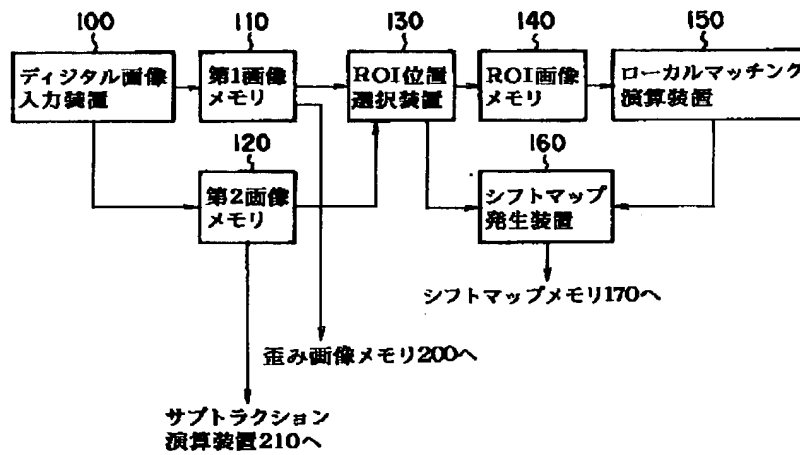 100
110
130
140
150
ディジタル画像
入力装置
第1画像
メモリ
ROI位置
選択装置
ROI画像
メモリ
ローカルマッチング
演算装置
120
160
第2画像
メモリ
シフトマップ
発生装置
シフトマップメモリ170へ
歪み画像メモリ200へ
サブトラクション
演算装置210へ